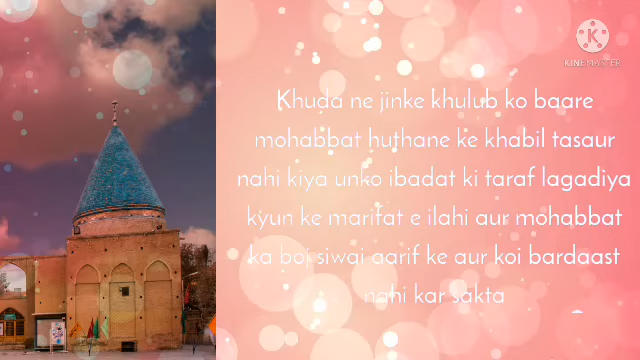 KINEMASTER
Khuda ne jinke khulub ko baare
mohabbat huthane ke khabil tasaur
nahi kiya unko ibadat ki taraf lagadiya
kyun ke marifat e ilahi aur mohabbat
ka boj siwai aarif ke aur koi bardaast
nahi kar sakta